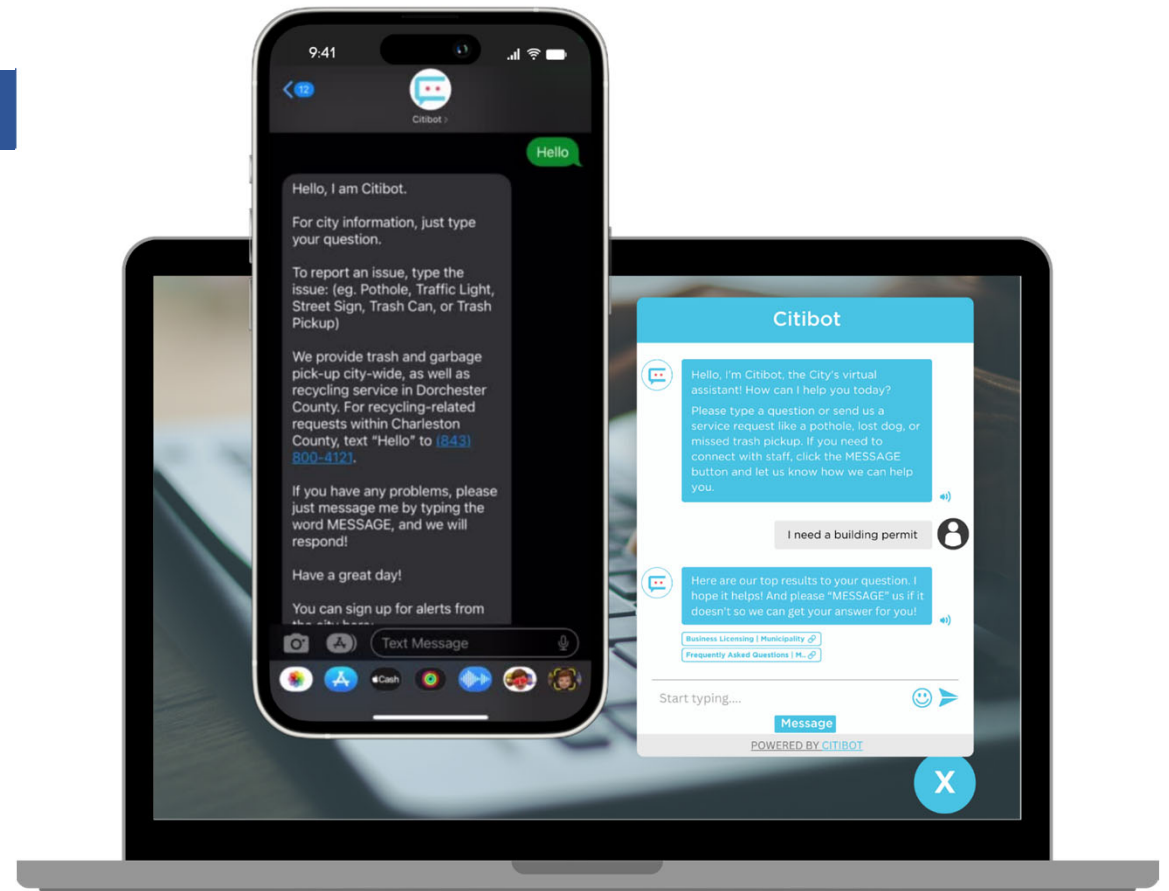 9:41
12
Citibot >
Hello
Hello, I am Citibot.
For city information, just type
your question.
To report an issue, type the
issue: (eg. Pothole, Traffic Light,
Street Sign, Trash Can, or Trash
Pickup)
We provide trash and garbage
pick-up city-wide, as well as
recycling service in Dorchester
County. For recycling-related
requests within Charleston
County, text “Hello” to (843)
800-4121.
If you have any problems, please
just message me by typing the
word MESSAGE, and we will
respond!
Have a great day!
You can sign up for alerts from
the city here:
Text Message
Cash
Citibot
Hello, I'm Citibot, the City's virtual
assistant! How can I help you today?
Please type a question or send us a
service request like a pothole, lost dog, or
missed trash pickup. If you need to
connect with staff, click the MESSAGE
button and let us know how we can help
you.
I need a building permit
Here are our top results to your question. I
hope it helps! And please “MESSAGE” us if it
doesn't so we can get your answer for you!
Business Licensing | Municipality
Frequently Asked Questions | M...
Start typing....
Message
POWERED BY CITIBOT
X